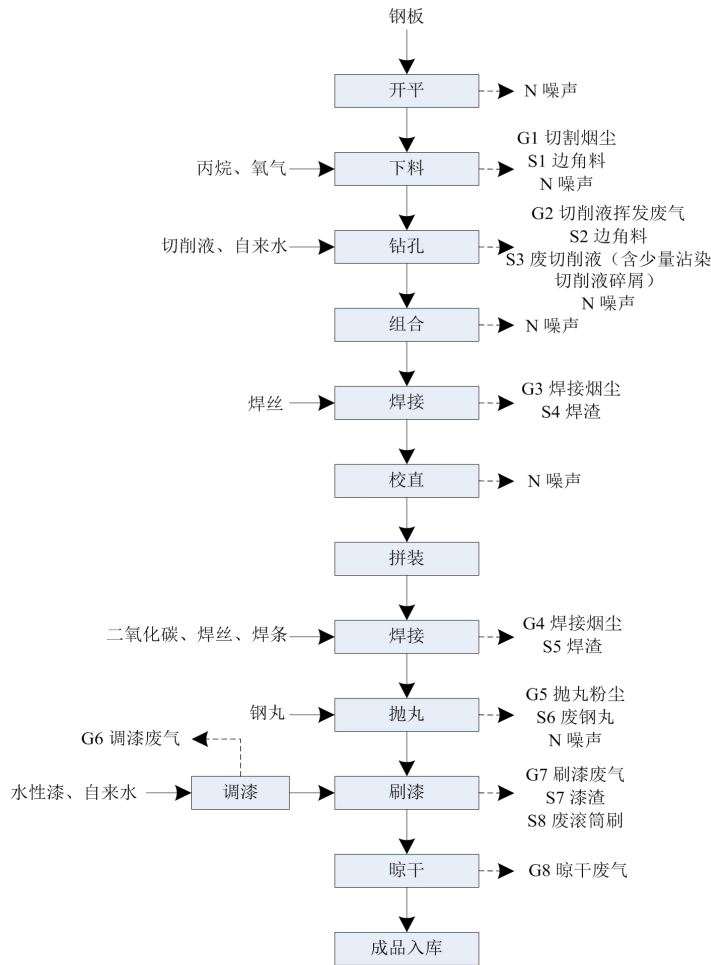 钢板
开平
N 噪声
丙烷、氧气
下料
G1 切割烟尘
S1 边角料
N 噪声
切削液、自来水
钻孔
G2 切削液挥发废气
S2 边角料
S3 废切削液（含少量沾染
切削液碎屑）
N 噪声
组合
N 噪声
焊丝
焊接
G3 焊接烟尘
S4 焊渣
校直
N 噪声
拼装
二氧化碳、焊丝、焊条
焊接
G4 焊接烟尘
S5 焊渣
钢丸
抛丸
G5 抛丸粉尘
S6 废钢丸
N 噪声
G6 调漆废气
水性漆、自来水
调漆
刷漆
G7 刷漆废气
S7 漆渣
S8 废滚筒刷
晾干
G8 晾干废气
成品入库